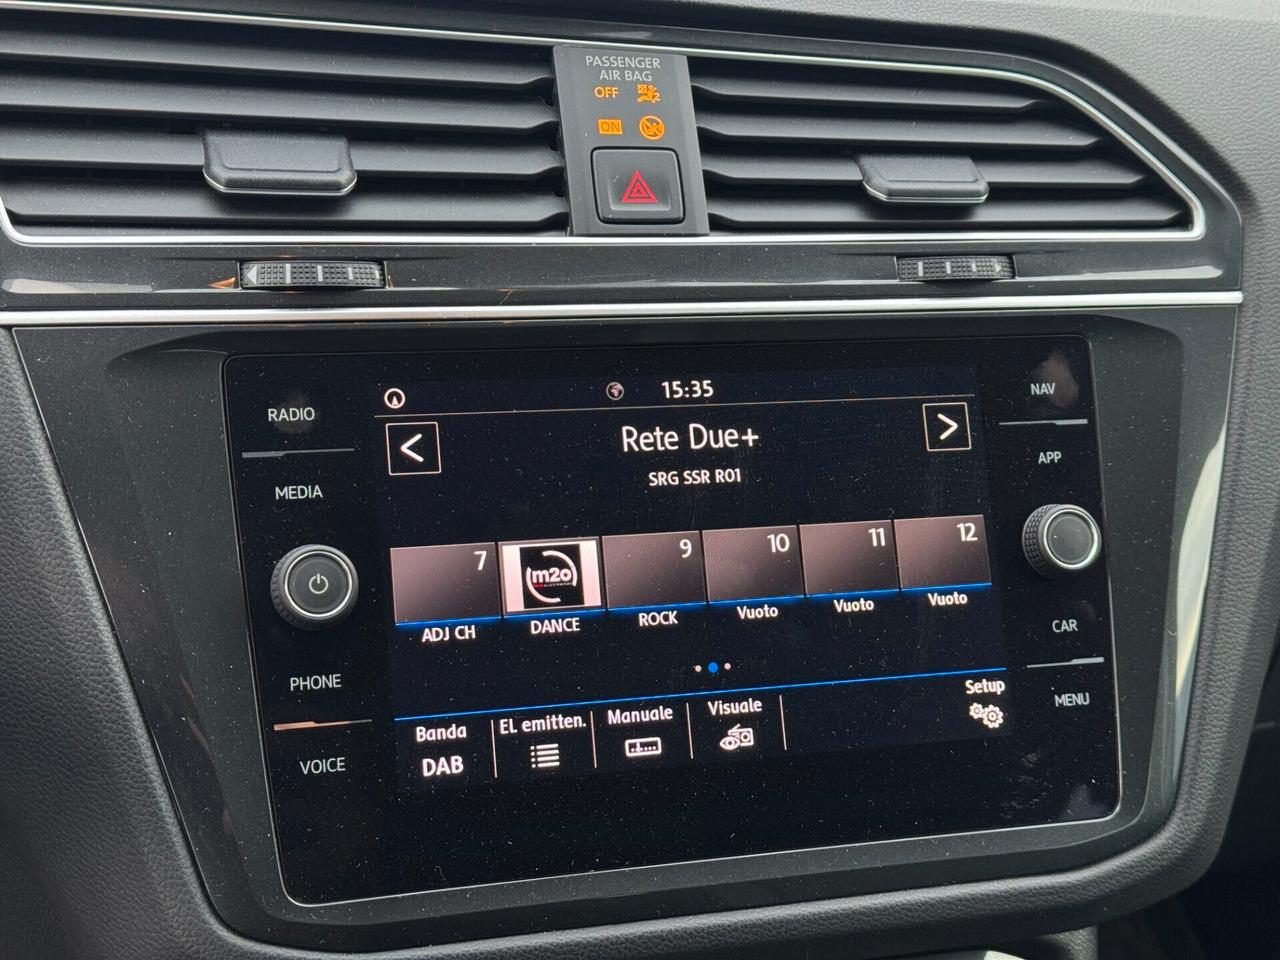 PASSENGER
AIR BAG
OFF
ON
RADIO
MEDIA
PHONE
VOICE
15:35
<
Rete Due+
>
SRG SSR R01
7
m2o
9
10
11
12
ADJ CH
DANCE
ROCK
Vuoto
Vuoto
Vuoto
Banda
DAB
EL emitten.
Manuale
Visuale
Setup
NAV
APP
CAR
MENU